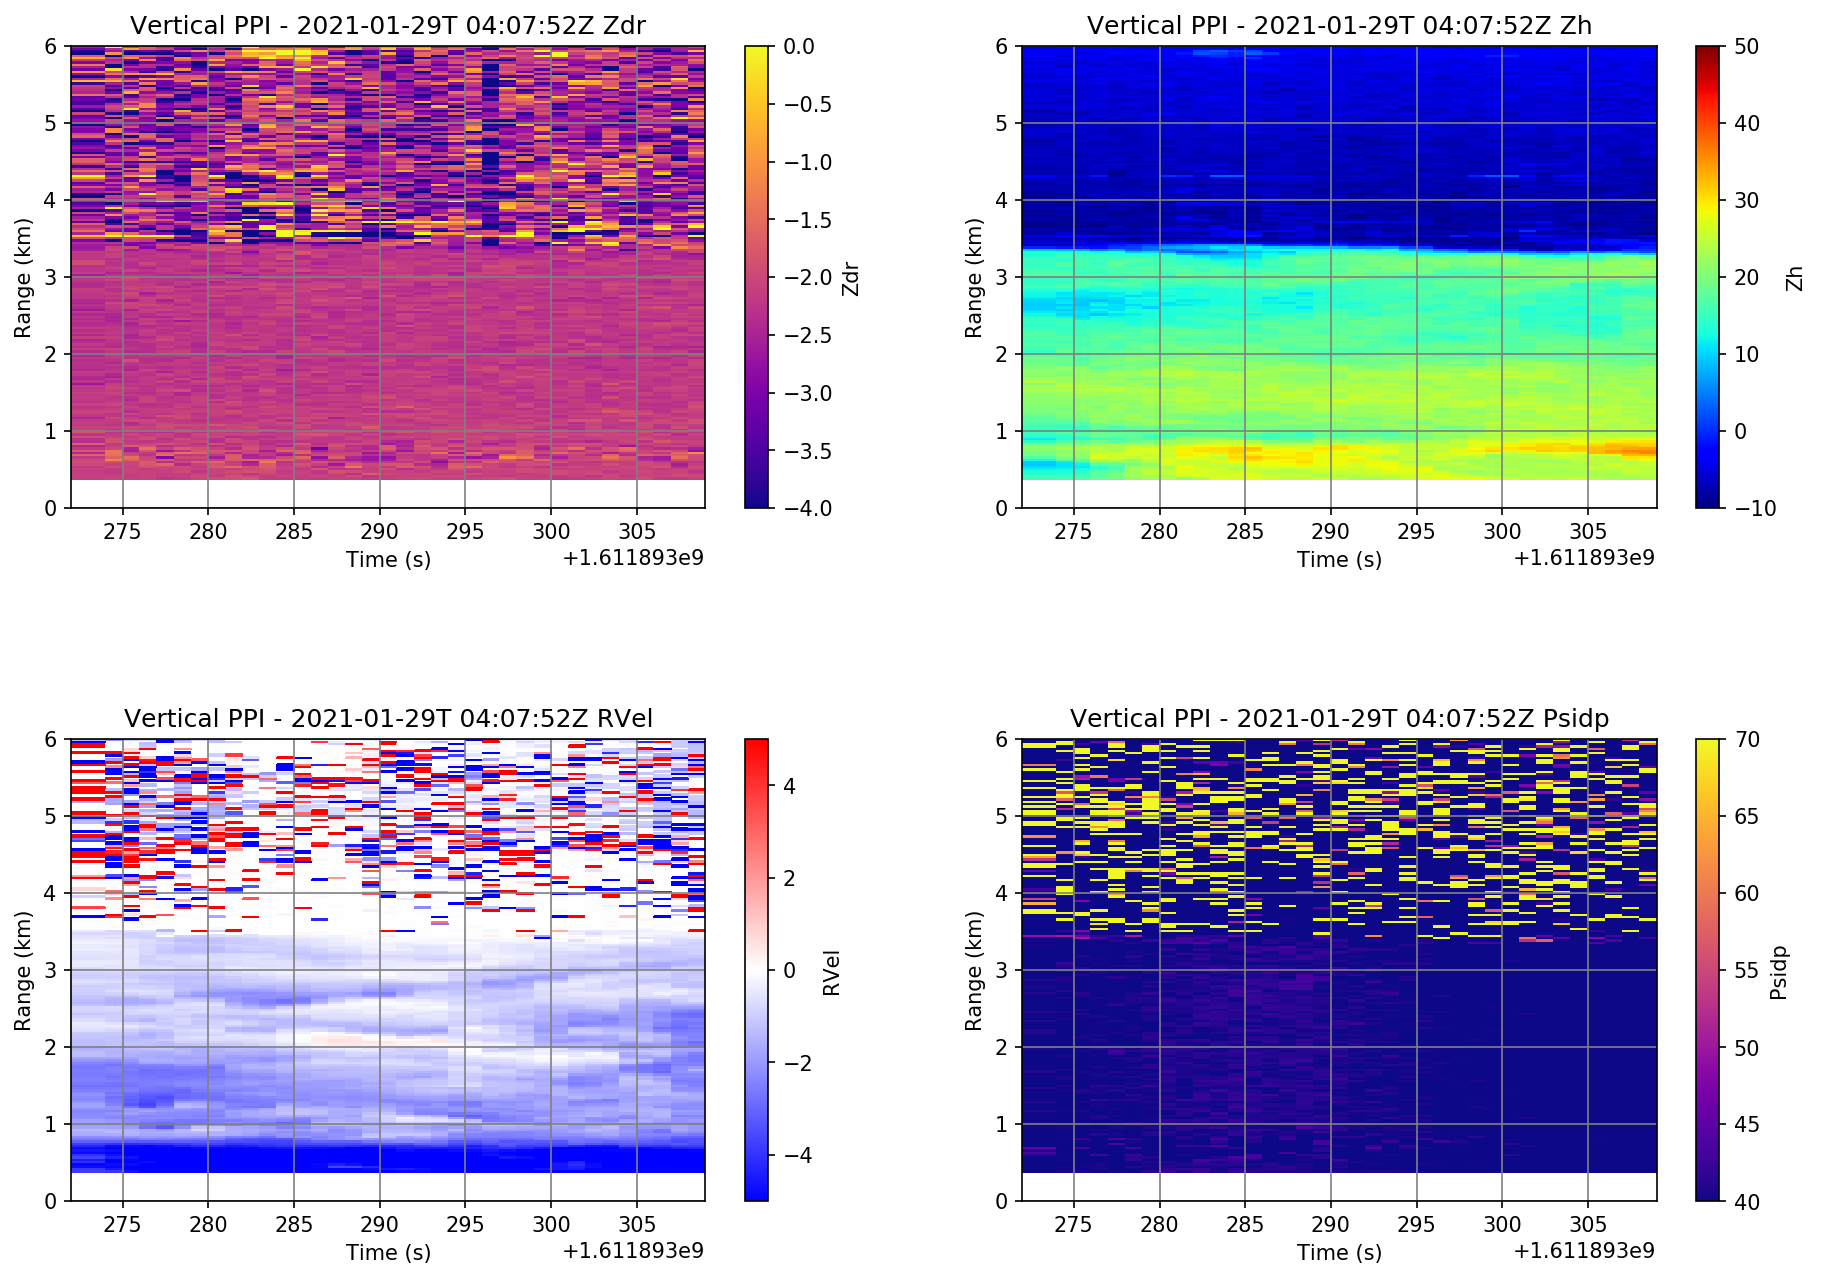 Vertical PPI - 2021-01-29T 04:07:52Z Zdr
6
5
4
3
2
1
0
Range (km)
275 280 285 290 295 300 305
Time (s)
+1.611893e9
0.0
−0.5
−1.0
−1.5
−2.0
−2.5
−3.0
−3.5
−4.0
Zdr
Vertical PPI - 2021-01-29T 04:07:52Z Zh
6
5
4
3
2
1
0
Range (km)
275 280 285 290 295 300 305
Time (s)
+1.611893e9
50
40
30
20
10
0
−10
Zh
Vertical PPI - 2021-01-29T 04:07:52Z RVel
6
5
4
3
2
1
0
Range (km)
275 280 285 290 295 300 305
Time (s)
+1.611893e9
4
2
0
−2
−4
RVel
Vertical PPI - 2021-01-29T 04:07:52Z Psidp
6
5
4
3
2
1
0
Range (km)
275 280 285 290 295 300 305
Time (s)
+1.611893e9
70
65
60
55
50
45
40
Psidp